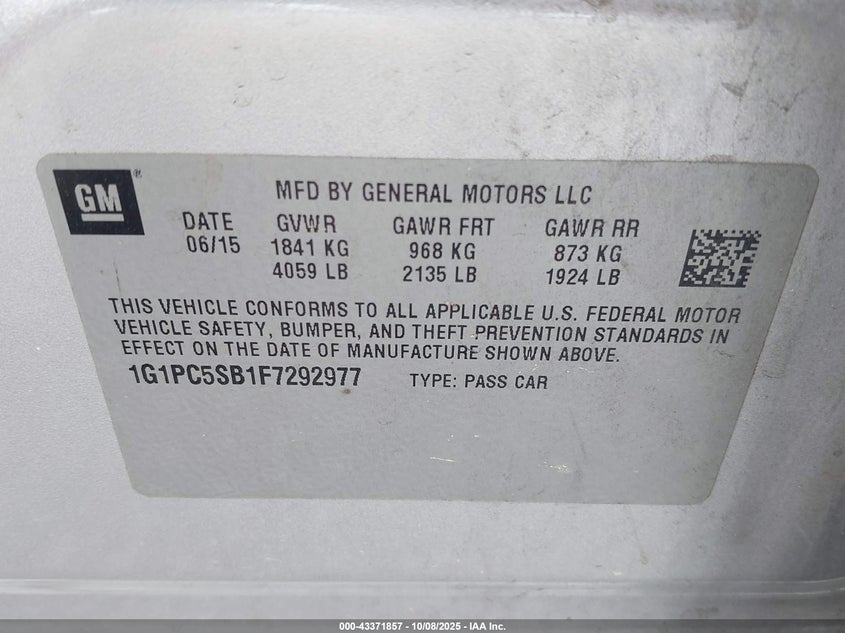 GM®
MFD BY GENERAL MOTORS LLC
DATE GVWR GAWR FRT GAWR RR
06/15 1841 KG 968 KG 873 KG
4059 LB 2135 LB 1924 LB
THIS VEHICLE CONFORMS TO ALL APPLICABLE U.S. FEDERAL MOTOR
VEHICLE SAFETY, BUMPER, AND THEFT PREVENTION STANDARDS IN
EFFECT ON THE DATE OF MANUFACTURE SHOWN ABOVE.
1G1PC5SB1F7292977 TYPE: PASS CAR
000-43371857 - 10/08/2025 - IAA Inc.